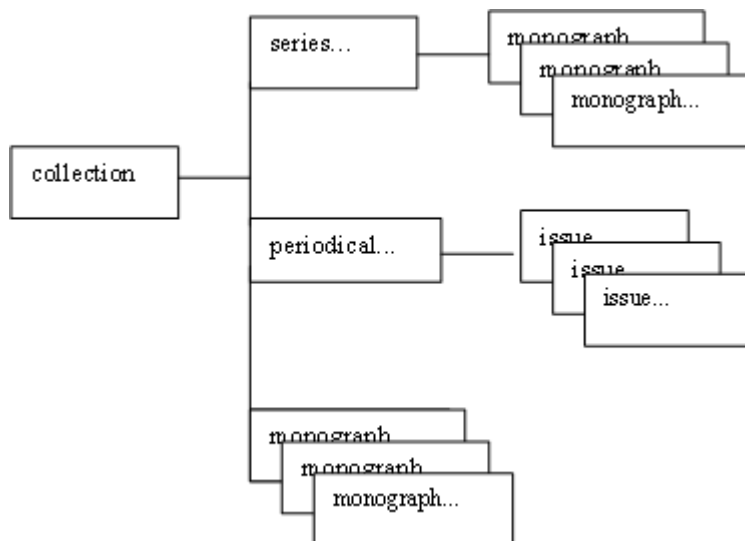 series...
monograph
monograph
monograph...
collection
periodical...
issue
issue
issue...
monograph
monograph
monograph...